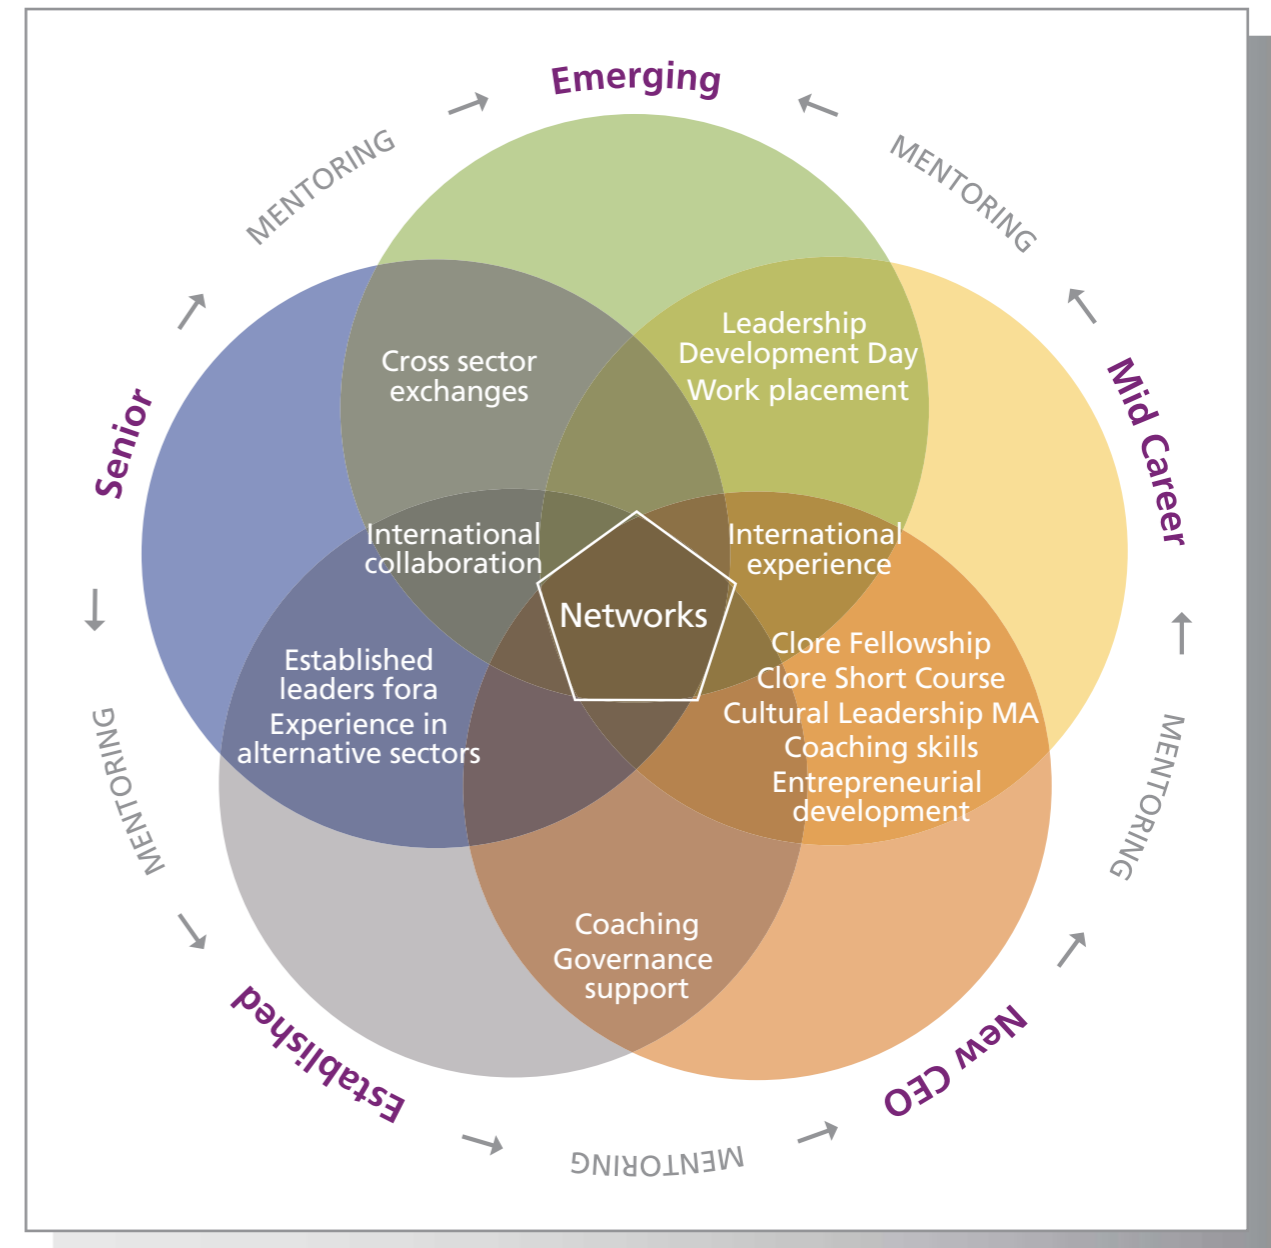 Emerging
MENTORING
MENTORING
Leadership
Development Day
Work placement
Cross sector
exchanges
Senior
Mid Career
International
collaboration
International
experience
Networks
Clore Fellowship
Clore Short Course
Cultural Leadership MA
Coaching skills
Entrepreneurial
development
Established
leaders fora
Experience in
alternative sectors
MENTORING
MENTORING
Coaching
Governance
support
Established
New CEO
MENTORING